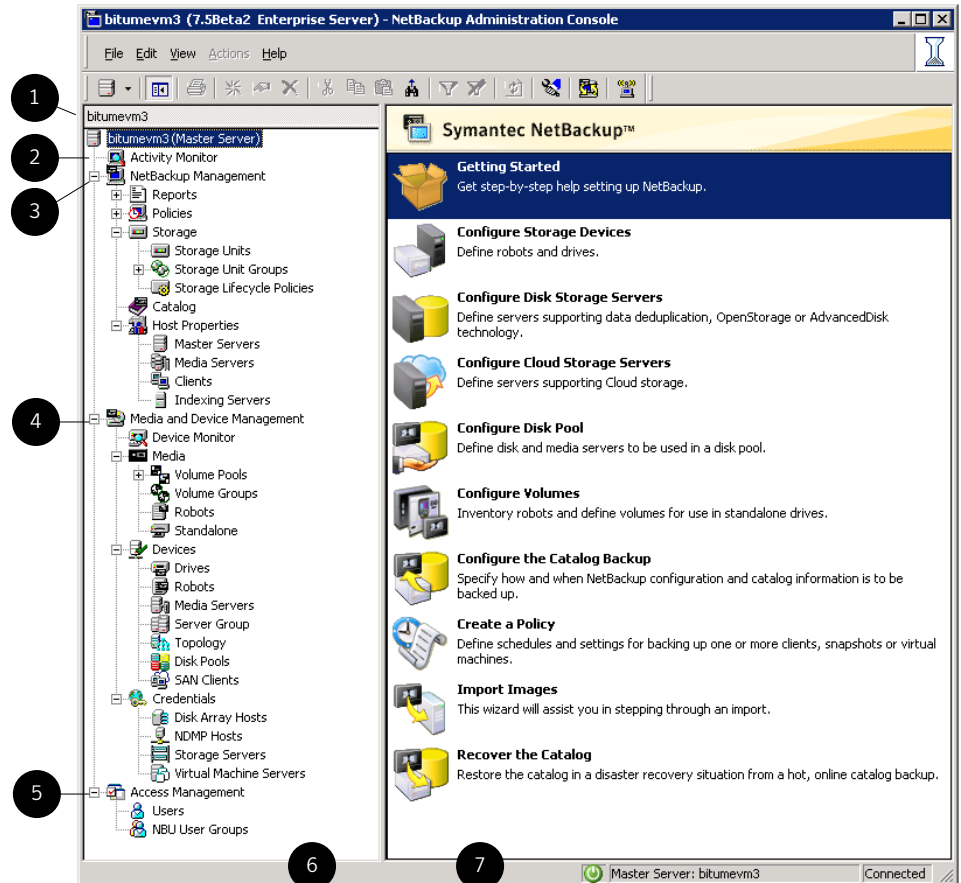 bitumevm3 (7.5Beta2 Enterprise Server) - NetBackup Administration Console
File Edit View Actions Help
1
bitumevm3
bitumevm3 (Master Server)
2
Activity Monitor
3
NetBackup Management
Reports
Policies
Storage
Storage Units
Storage Unit Groups
Storage Lifecycle Policies
Catalog
Host Properties
Master Servers
Media Servers
Clients
Indexing Servers
4
Media and Device Management
Device Monitor
Media
Volume Pools
Volume Groups
Robots
Standalone
Devices
Drives
Robots
Media Servers
Server Group
Topology
Disk Pools
SAN Clients
Credentials
Disk Array Hosts
NDMP Hosts
Storage Servers
Virtual Machine Servers
5
Access Management
Users
NBU User Groups
Symantec NetBackup™
Getting Started
Get step-by-step help setting up NetBackup.
Configure Storage Devices
Define robots and drives.
Configure Disk Storage Servers
Define servers supporting data deduplication, OpenStorage or AdvancedDisk
technology.
Configure Cloud Storage Servers
Define servers supporting Cloud storage.
Configure Disk Pool
Define disk and media servers to be used in a disk pool.
Configure Volumes
Inventory robots and define volumes for use in standalone drives.
Configure the Catalog Backup
Specify how and when NetBackup configuration and catalog information is to be
backed up.
Create a Policy
Define schedules and settings for backing up one or more clients, snapshots or virtual
machines.
Import Images
This wizard will assist you in stepping through an import.
Recover the Catalog
Restore the catalog in a disaster recovery situation from a hot, online catalog backup.
6
7
Master Server: bitumevm3
Connected